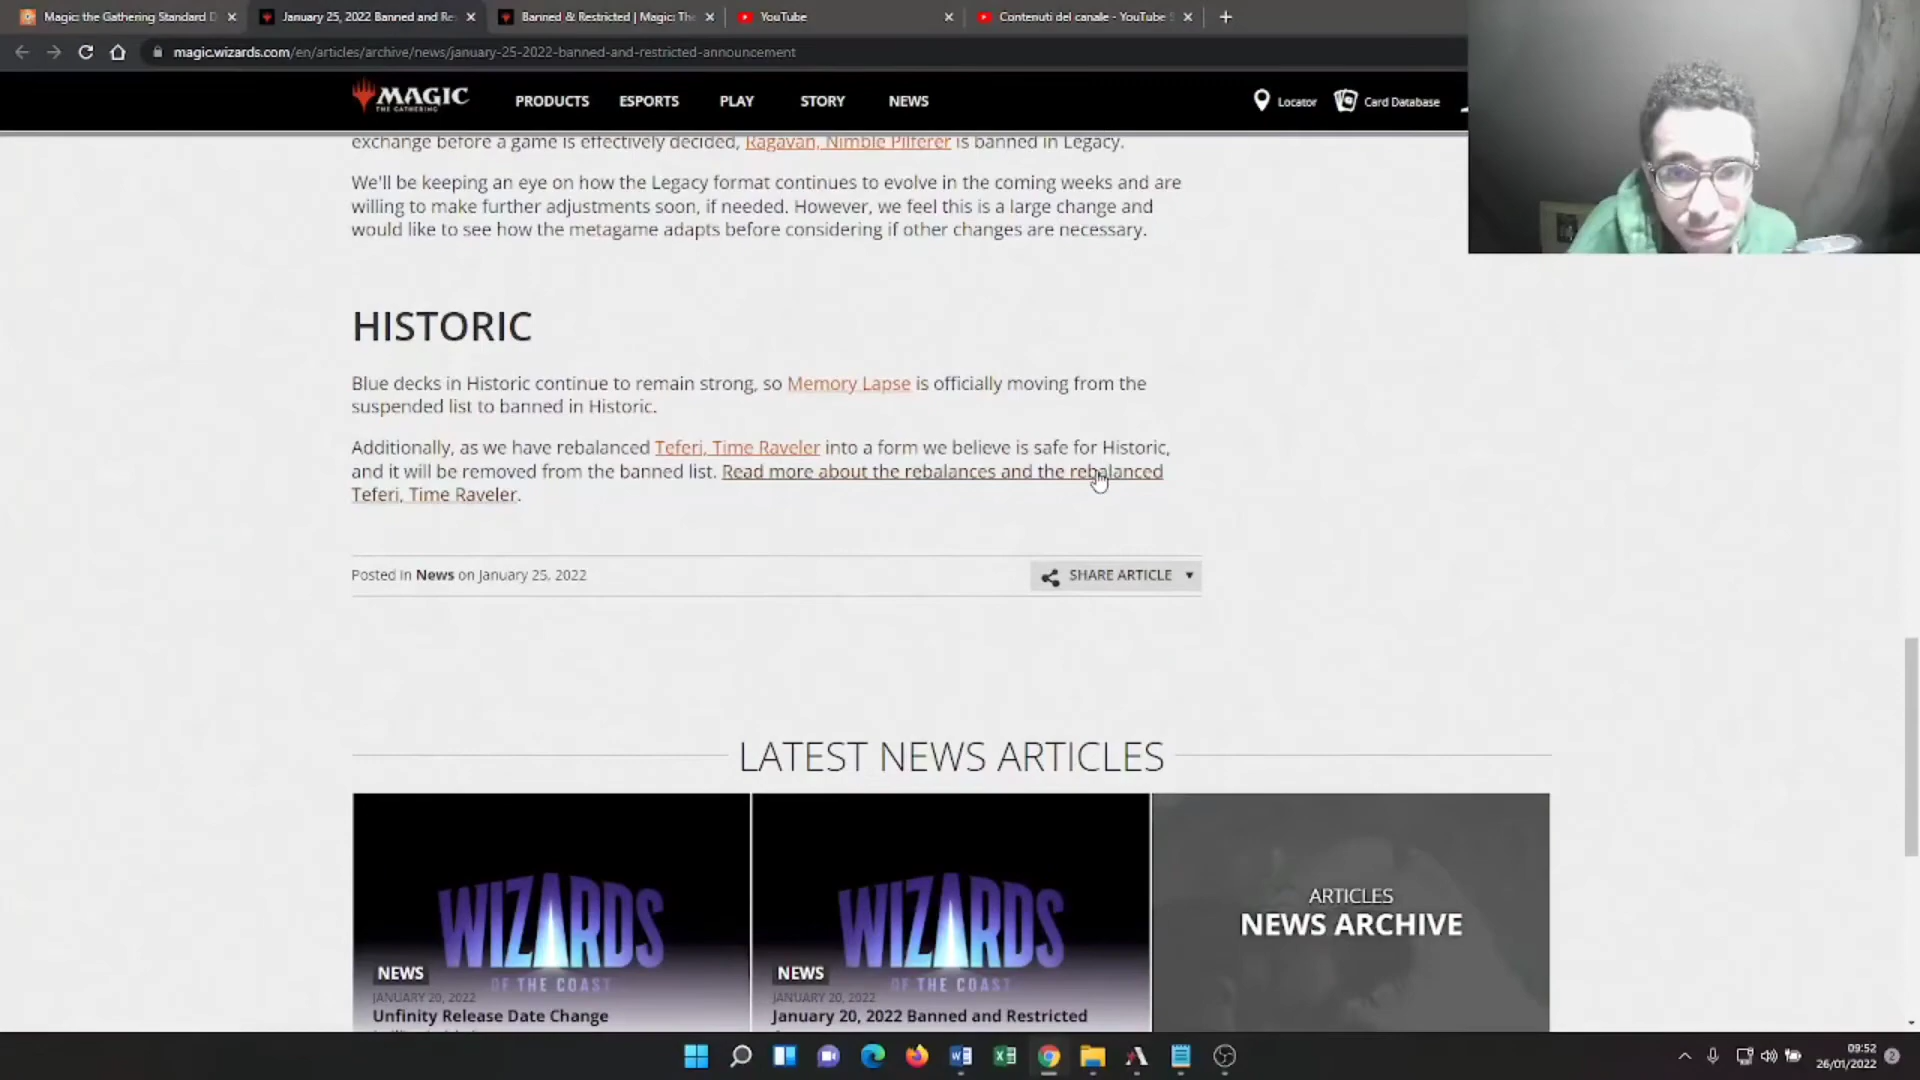 Magic: the Gathering Standard D
January 25, 2022 Banned and Re
Banned & Restricted | Magic: The
YouTube
Contenuti del canale - YouTube S
magic.wizards.com/en/articles/archive/news/january-25-2022-banned-and-restricted-announcement
MAGIC
THE GATHERING
PRODUCTS
ESPORTS
PLAY
STORY
NEWS
Locator
Card Database
exchange before a game is effectively decided, Ragavan, Nimble Pilferer is banned in Legacy.
We'll be keeping an eye on how the Legacy format continues to evolve in the coming weeks and are
willing to make further adjustments soon, if needed. However, we feel this is a large change and
would like to see how the metagame adapts before considering if other changes are necessary.
HISTORIC
Blue decks in Historic continue to remain strong, so Memory Lapse is officially moving from the
suspended list to banned in Historic.
Additionally, as we have rebalanced Teferi, Time Raveler into a form we believe is safe for Historic,
and it will be removed from the banned list. Read more about the rebalances and the rebalanced
Teferi, Time Raveler.
Posted in News on January 25, 2022
SHARE ARTICLE
LATEST NEWS ARTICLES
WIZARDS
OF THE COAST
NEWS
JANUARY 20, 2022
Unfinity Release Date Change
WIZARDS
OF THE COAST
NEWS
JANUARY 20, 2022
January 20, 2022 Banned and Restricted
ARTICLES
NEWS ARCHIVE
09:52
26/01/2022
2